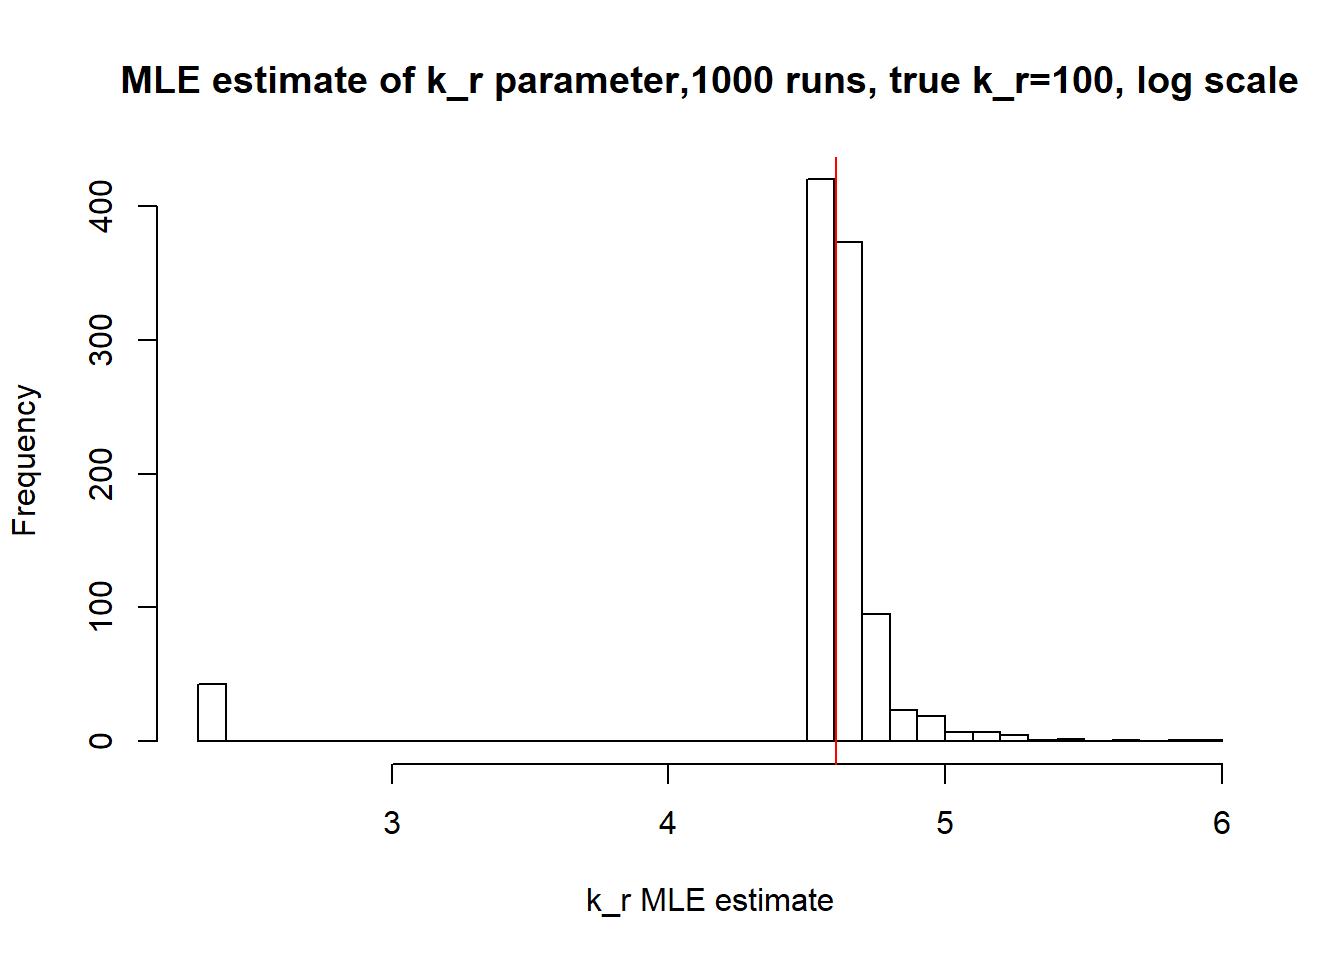 MLE estimate of k_r parameter,1000 runs, true k_r=100, log scale
Frequency
400
300
200
100
0
3 4 5 6
k_r MLE estimate